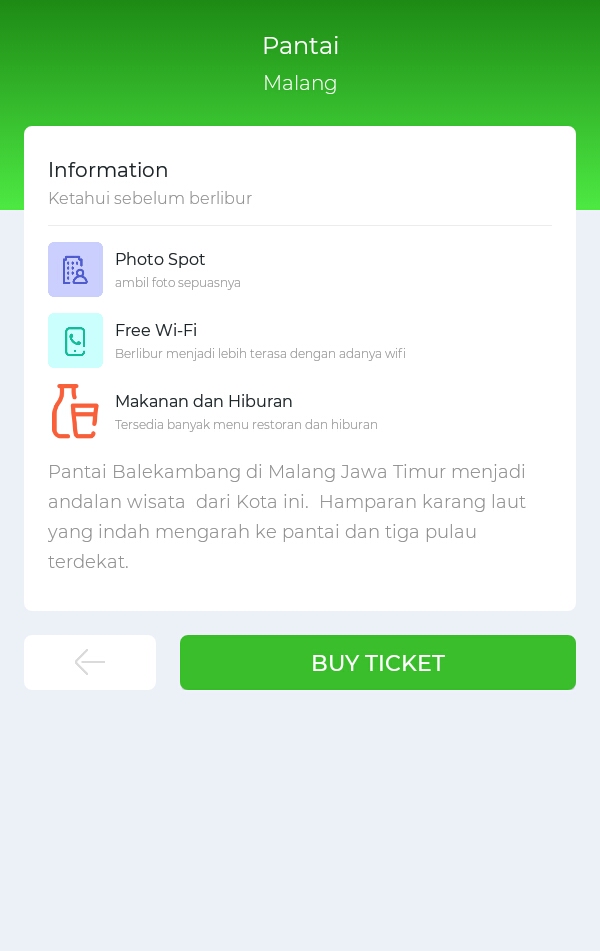 Pantai
Malang
Information
Ketahui sebelum berlibur
Photo Spot
ambil foto sepuasnya
Free Wi-Fi
Berlibur menjadi lebih terasa dengan adanya wifi
Makanan dan Hiburan
Tersedia banyak menu restoran dan hiburan
Pantai Balekambang di Malang Jawa Timur menjadi
andalan wisata  dari Kota ini.  Hamparan karang laut
yang indah mengarah ke pantai dan tiga pulau
terdekat.
BUY TICKET